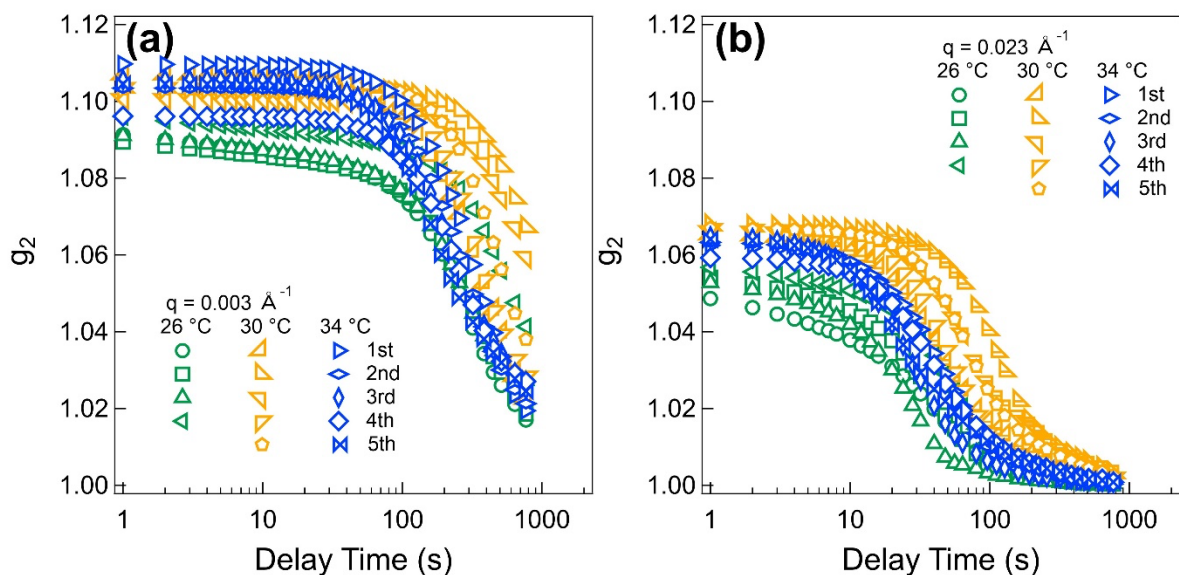 (a)
1.12
1.10
1.08
1.06
1.04
1.02
1.00
g2
q = 0.003 Å-1
26 °C 30 °C 34 °C
1st
2nd
3rd
4th
5th
1 10 100 1000
Delay Time (s)
(b)
1.12
1.10
1.08
1.06
1.04
1.02
1.00
g2
q = 0.023 Å-1
26 °C 30 °C 34 °C
1st
2nd
3rd
4th
5th
1 10 100 1000
Delay Time (s)